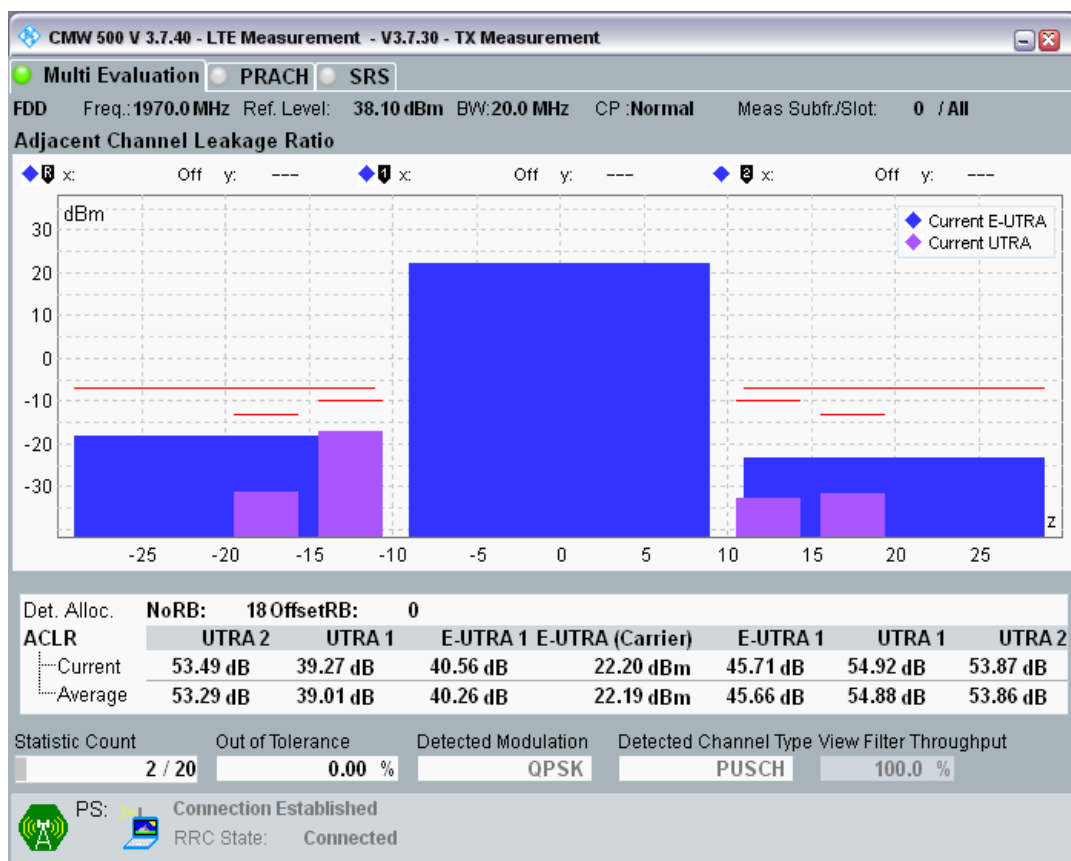 CMW 500 V 3.7.40 - LTE Measurement - V3.7.30 - TX Measurement
Multi Evaluation PRACH SRS
FDD Freq.: 1970.0 MHz Ref. Level: 38.10 dBm BW: 20.0 MHz CP : Normal Meas Subfr./Slot: 0 / All
Adjacent Channel Leakage Ratio
R x: Off y: --- 1 x: Off y: --- 2 x: Off y: ---
dBm
Current E-UTRA
Current UTRA
30
20
10
0
-10
-20
-30
z
-25 -20 -15 -10 -5 0 5 10 15 20 25
Det. Alloc. NoRB: 18 OffsetRB: 0
ACLR UTRA 2 UTRA 1 E-UTRA 1 E-UTRA (Carrier) E-UTRA 1 UTRA 1 UTRA 2
Current 53.49 dB 39.27 dB 40.56 dB 22.20 dBm 45.71 dB 54.92 dB 53.87 dB
Average 53.29 dB 39.01 dB 40.26 dB 22.19 dBm 45.66 dB 54.88 dB 53.86 dB
Statistic Count Out of Tolerance Detected Modulation Detected Channel Type View Filter Throughput
2 / 20 0.00 % QPSK PUSCH 100.0 %
PS: Connection Established
RRC State: Connected